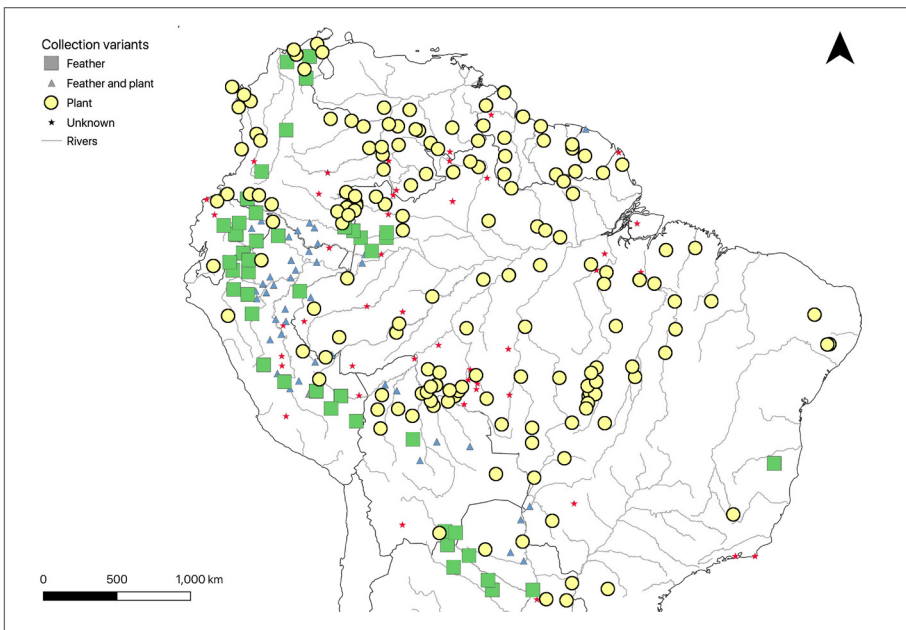 Collection variants
Feather
Feather and plant
Plant
Unknown
Rivers
0 500 1,000 km